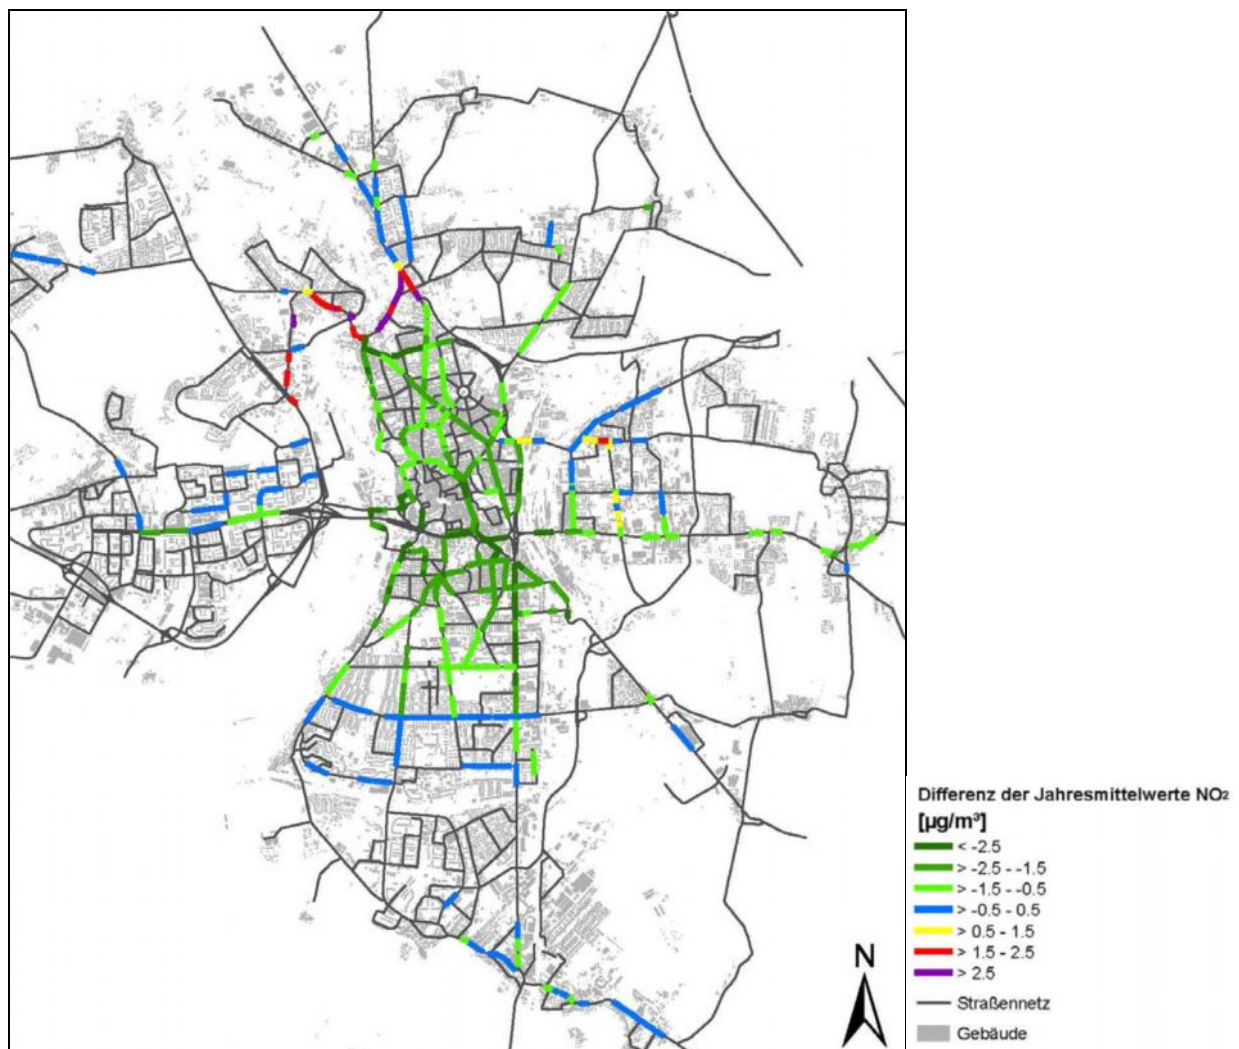 N
Differenz der Jahresmittelwerte NO2
[µg/m³]
< -2.5
> -2.5 - -1.5
> -1.5 - -0.5
> -0.5 - 0.5
> 0.5 - 1.5
> 1.5 - 2.5
> 2.5
Straßennetz
Gebäude